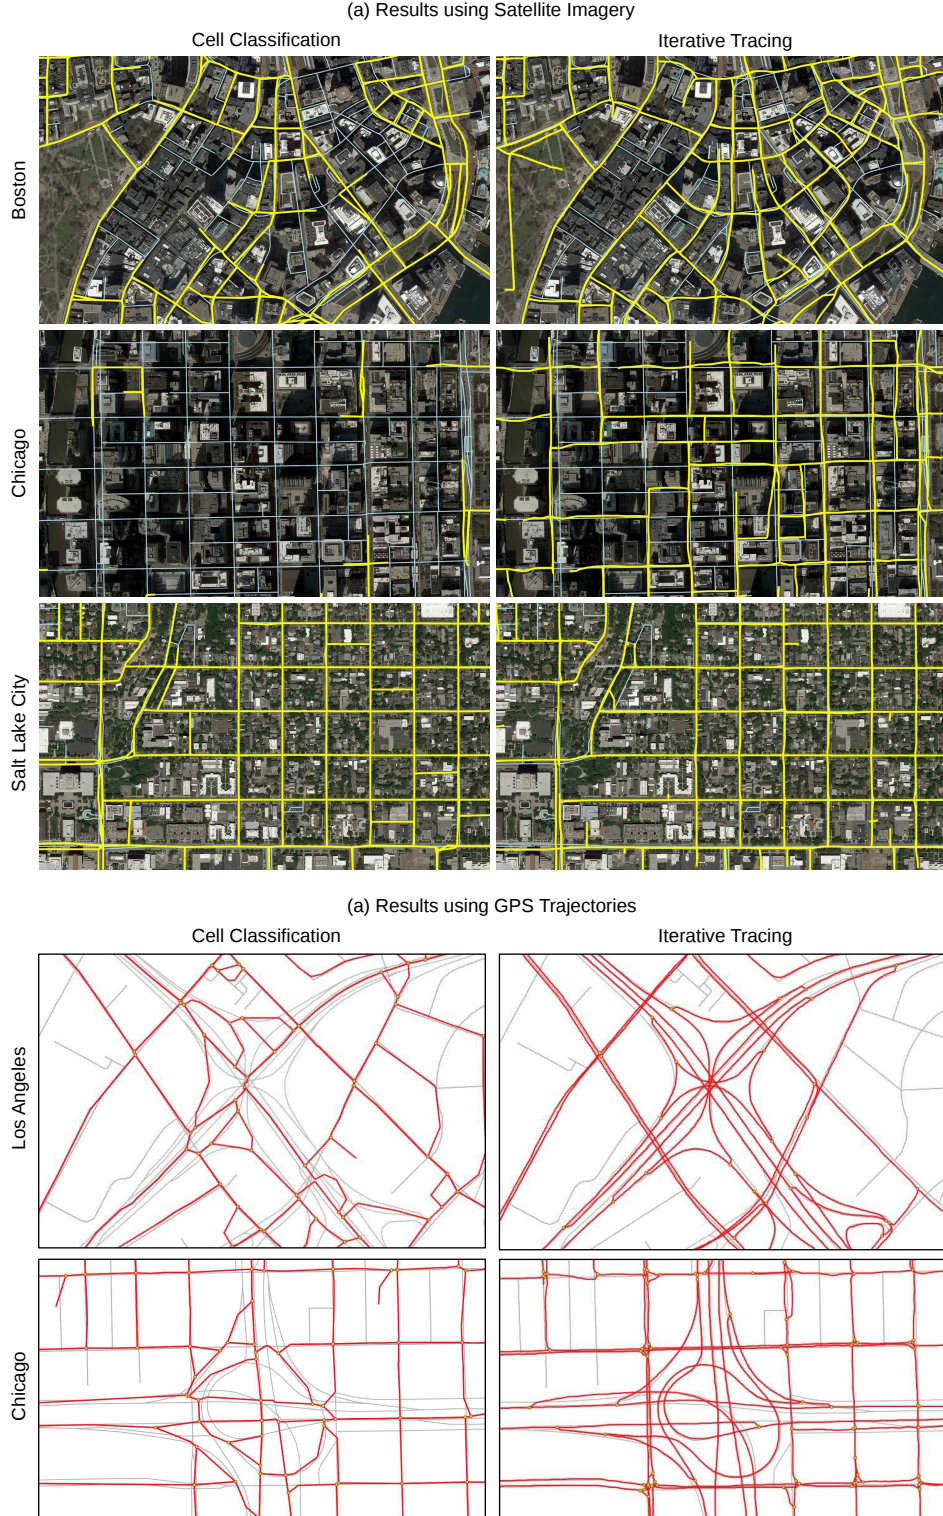 (a) Results using Satellite Imagery
Cell Classification
Iterative Tracing
Boston
Chicago
Salt Lake City
(a) Results using GPS Trajectories
Cell Classification
Iterative Tracing
Los Angeles
Chicago